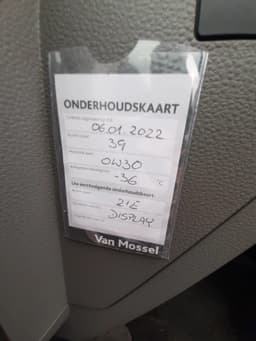 ONDERHOUDSKAART
06.01.2022
39
0W30
-36 °C
Uw eerstvolgende onderhoudsbeurt
ZIE
DISPLAY
Van Mossel